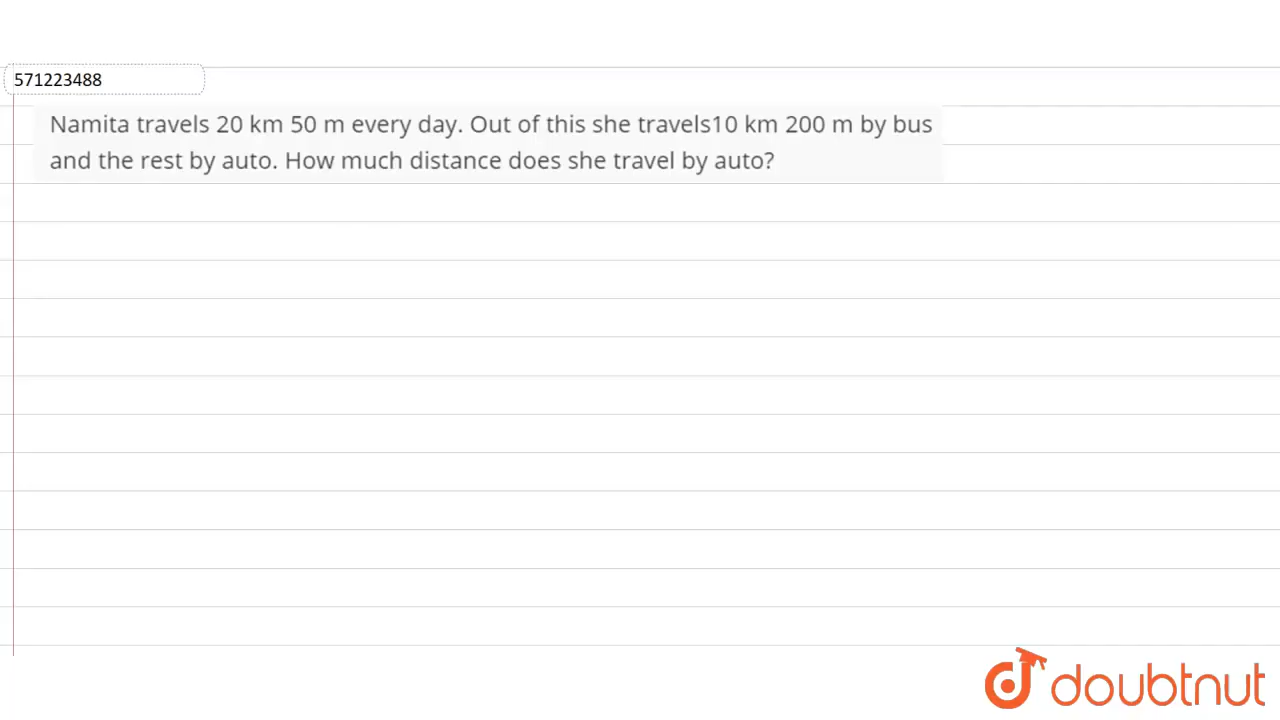 571223488
Namita travels 20 km 50 m every day. Out of this she travels10 km 200 m by bus
and the rest by auto. How much distance does she travel by auto?
doubtnut